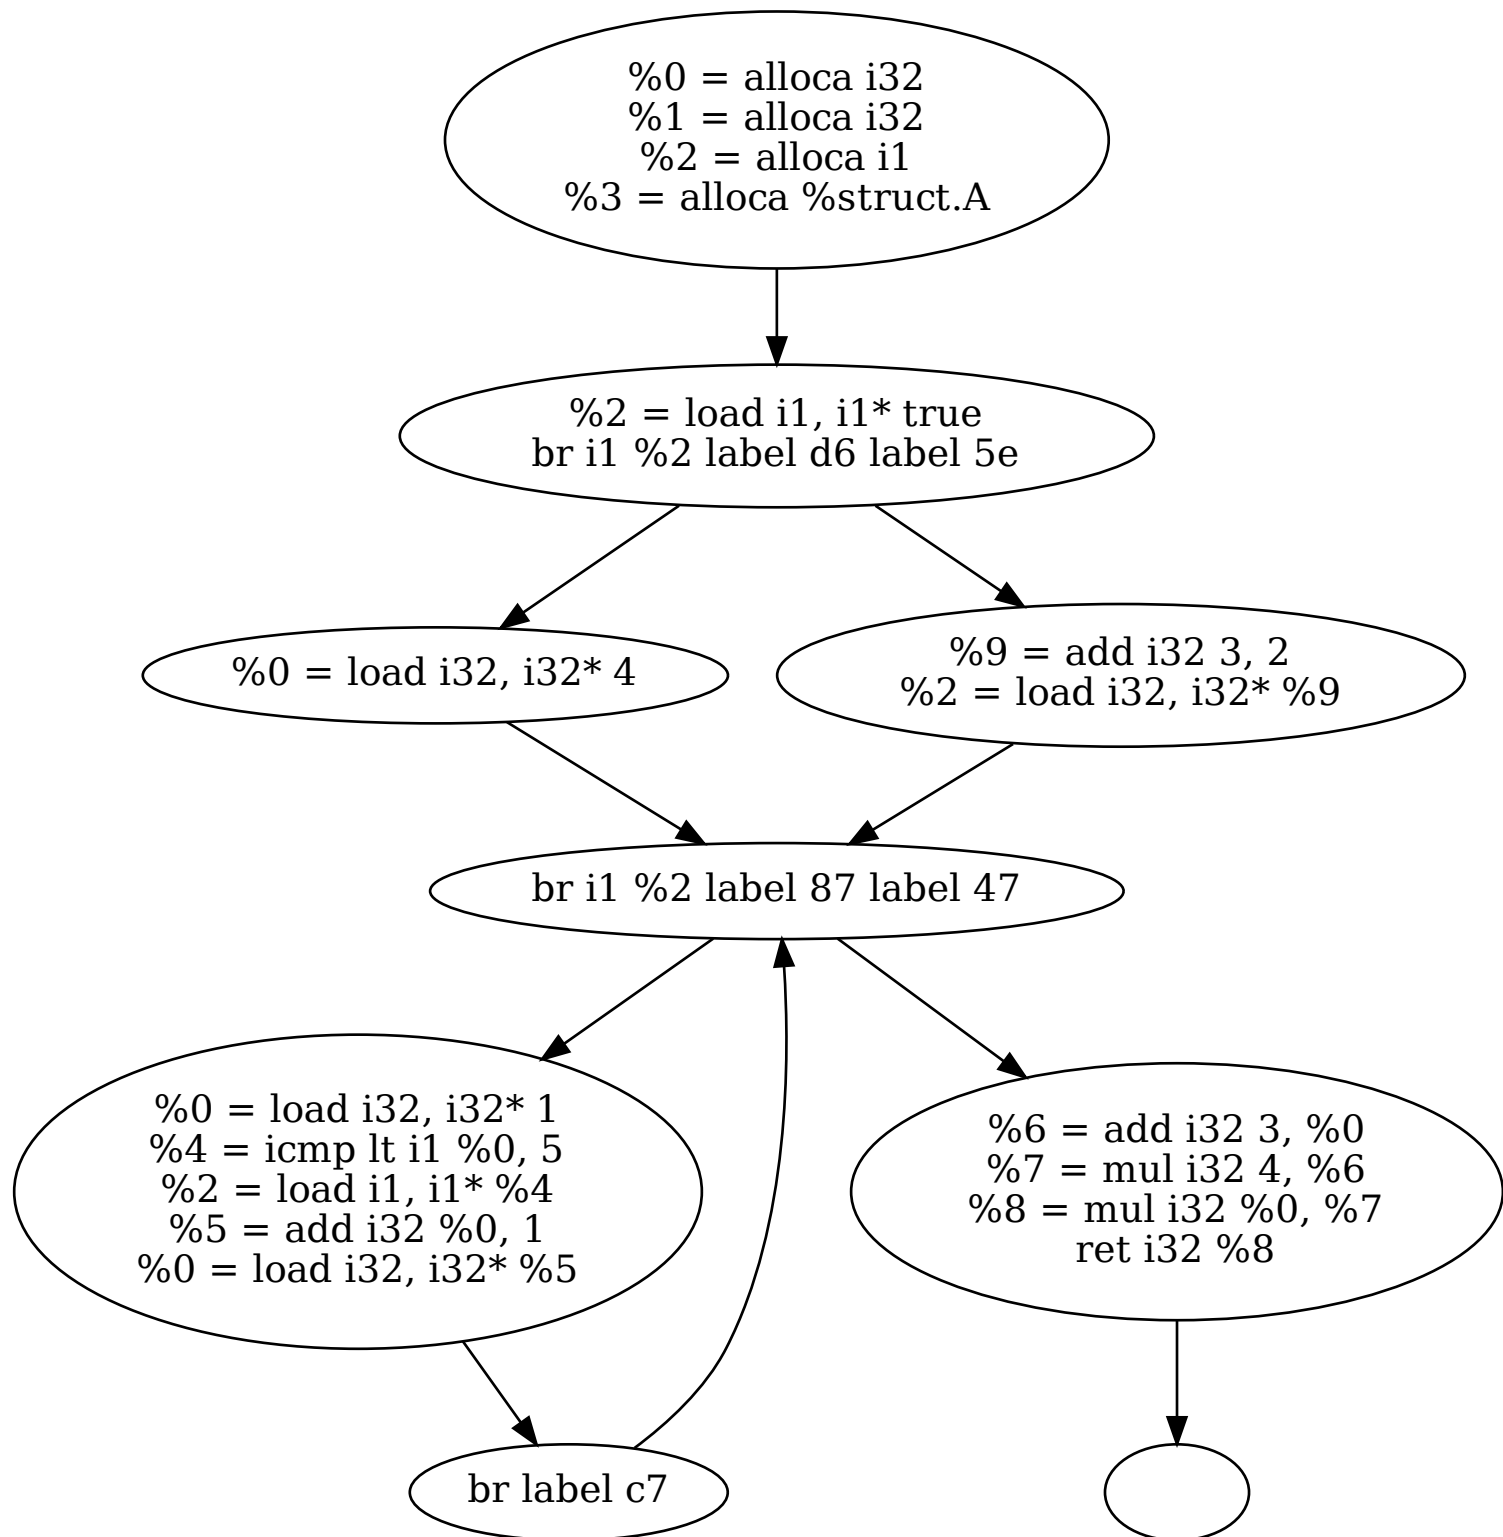 %0 = alloca i32
%1 = alloca i32
%2 = alloca i1
%3 = alloca %struct.A
%2 = load i1, i1* true
br i1 %2 label d6 label 5e
%0 = load i32, i32* 4
%9 = add i32 3, 2
%2 = load i32, i32* %9
br i1 %2 label 87 label 47
%0 = load i32, i32* 1
%4 = icmp lt i1 %0, 5
%2 = load i1, i1* %4
%5 = add i32 %0, 1
%0 = load i32, i32* %5
%6 = add i32 3, %0
%7 = mul i32 4, %6
%8 = mul i32 %0, %7
ret i32 %8
br label c7